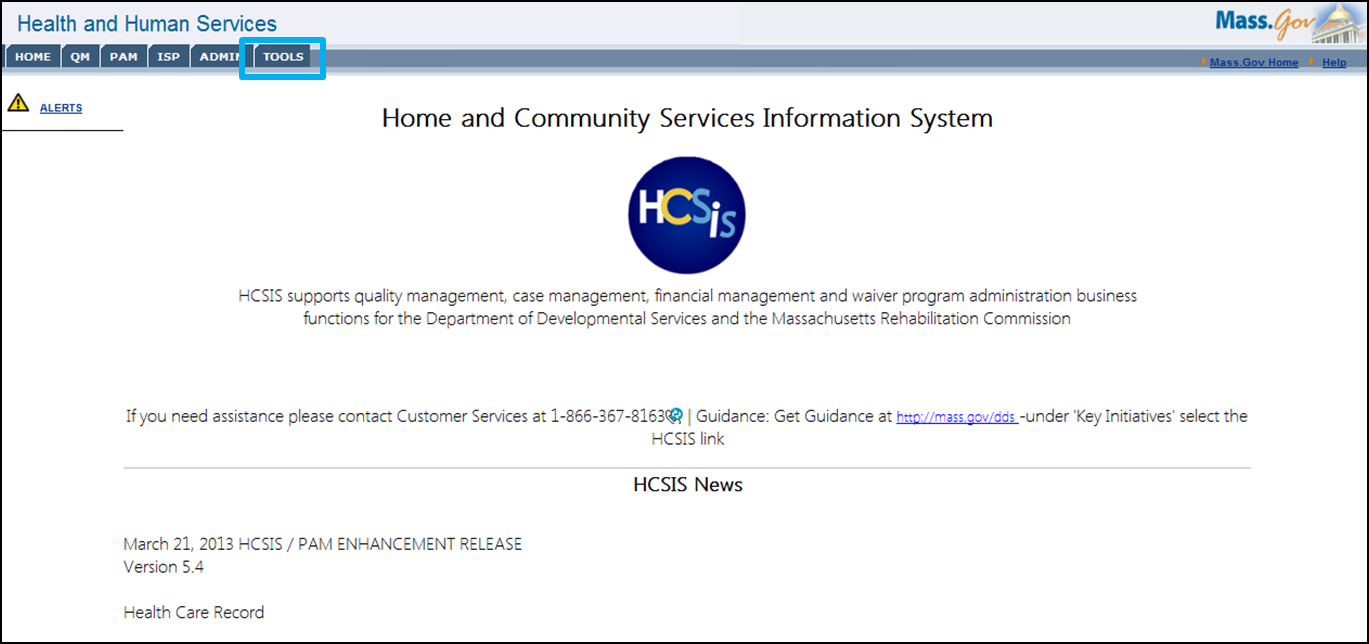 Health and Human Services
Mass.Gov
HOME QM PAM ISP ADMIN TOOLS
Mass.Gov Home Help
ALERTS
Home and Community Services Information System
HCSis
HCSIS supports quality management, case management, financial management and waiver program administration business
functions for the Department of Developmental Services and the Massachusetts Rehabilitation Commission
If you need assistance please contact Customer Services at 1-866-367-8163 | Guidance: Get Guidance at http://mass.gov/dds -under 'Key Initiatives' select the
HCSIS link
HCSIS News
March 21, 2013 HCSIS / PAM ENHANCEMENT RELEASE
Version 5.4
Health Care Record